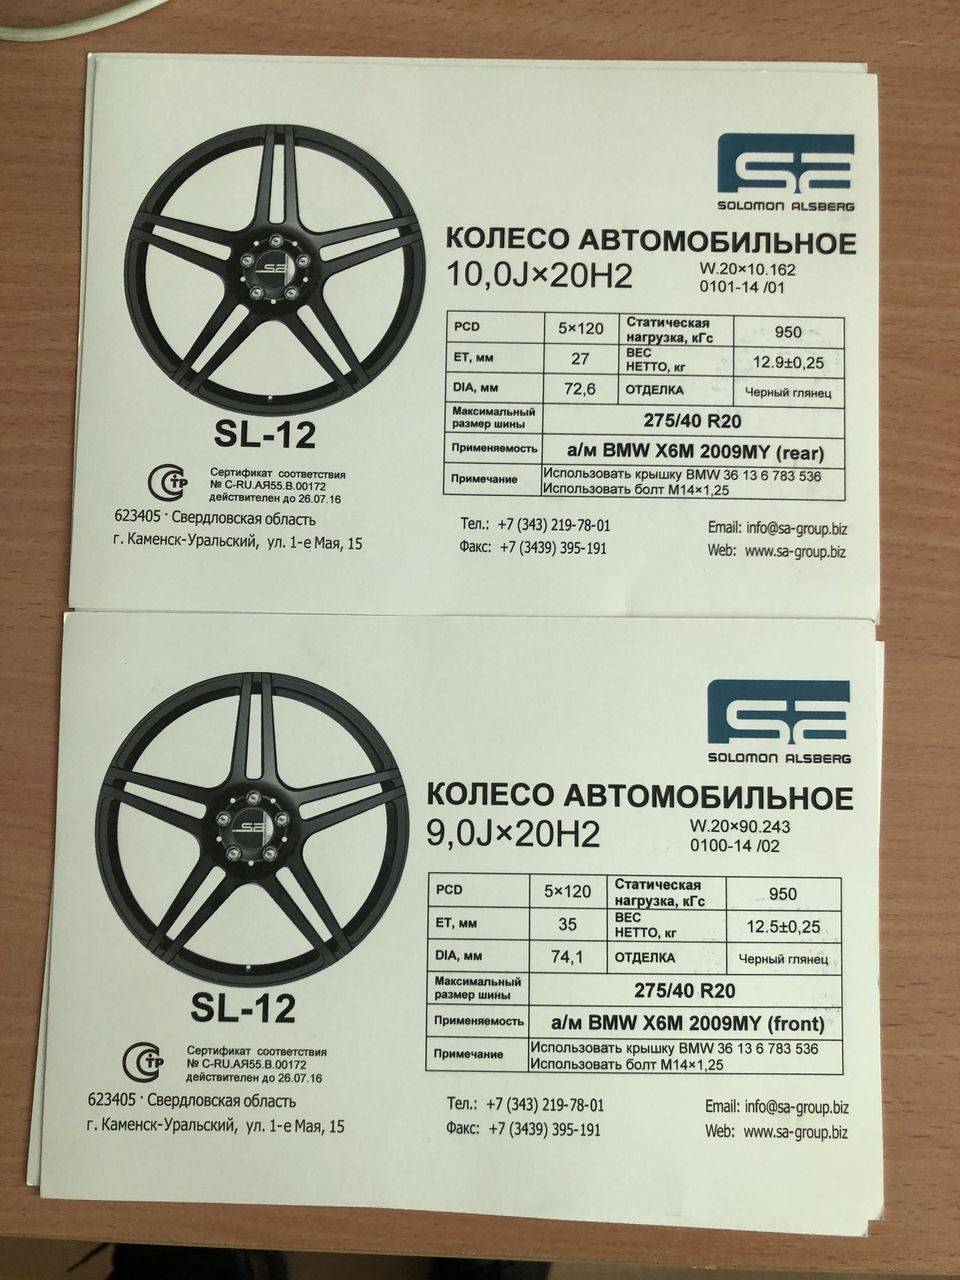 SA
SOLOMON ALSBERG
КОЛЕСО АВТОМОБИЛЬНОЕ
10,0J×20H2
W.20×10.162
0101-14 /01
SA
SL-12
PCD 5×120 Статическая нагрузка, кГс 950
ET, мм 27 ВЕС НЕТТО, кг 12.9±0,25
DIA, мм 72,6 ОТДЕЛКА Черный глянец
Максимальный размер шины 275/40 R20
Применяемость а/м BMW X6M 2009MY (rear)
Примечание Использовать крышку BMW 36 13 6 783 536
Использовать болт М14×1,25
СТР
Сертификат соответствия
№ C-RU.АЯ55.В.00172
действителен до 26.07.16
623405 · Свердловская область
г. Каменск-Уральский, ул. 1-е Мая, 15
Тел.: +7 (343) 219-78-01
Факс: +7 (3439) 395-191
Email: info@sa-group.biz
Web: www.sa-group.biz
SA
SOLOMON ALSBERG
КОЛЕСО АВТОМОБИЛЬНОЕ
9,0J×20H2
W.20×90.243
0100-14 /02
SA
SL-12
PCD 5×120 Статическая нагрузка, кГс 950
ET, мм 35 ВЕС НЕТТО, кг 12.5±0,25
DIA, мм 74,1 ОТДЕЛКА Черный глянец
Максимальный размер шины 275/40 R20
Применяемость а/м BMW X6M 2009MY (front)
Примечание Использовать крышку BMW 36 13 6 783 536
Использовать болт М14×1,25
СТР
Сертификат соответствия
№ C-RU.АЯ55.В.00172
действителен до 26.07.16
623405 · Свердловская область
г. Каменск-Уральский, ул. 1-е Мая, 15
Тел.: +7 (343) 219-78-01
Факс: +7 (3439) 395-191
Email: info@sa-group.biz
Web: www.sa-group.biz